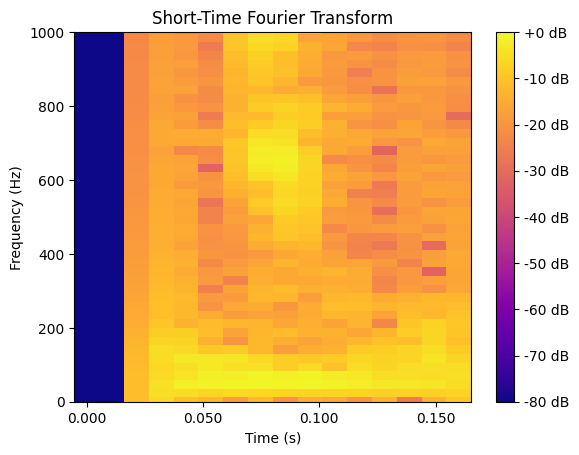 Short-Time Fourier Transform
1000
800
600
400
200
0
Frequency (Hz)
0.000
0.050
0.100
0.150
Time (s)
+0 dB
-10 dB
-20 dB
-30 dB
-40 dB
-50 dB
-60 dB
-70 dB
-80 dB